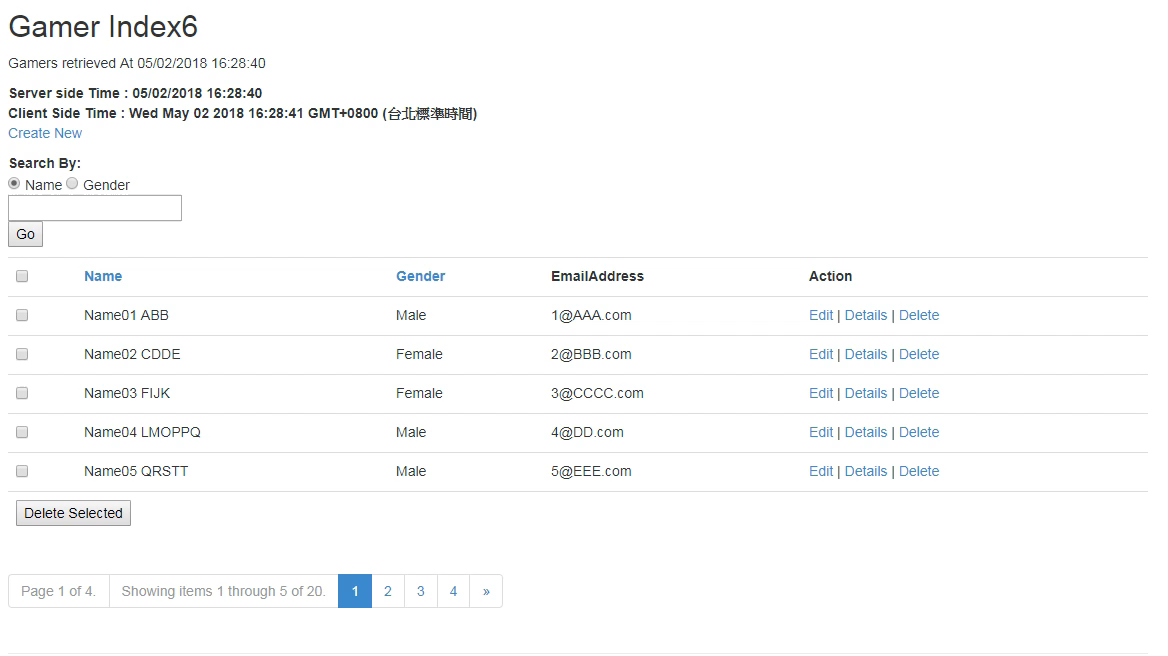 Gamer Index6
Gamers retrieved At 05/02/2018 16:28:40
Server side Time : 05/02/2018 16:28:40
Client Side Time : Wed May 02 2018 16:28:41 GMT+0800 (台北標準時間)
Create New
Search By:
Name Gender
Go
Name Gender EmailAddress Action
Name01 ABB Male 1@AAA.com Edit | Details | Delete
Name02 CDDE Female 2@BBB.com Edit | Details | Delete
Name03 FIJK Female 3@CCCC.com Edit | Details | Delete
Name04 LMOPPQ Male 4@DD.com Edit | Details | Delete
Name05 QRSTT Male 5@EEE.com Edit | Details | Delete
Delete Selected
Page 1 of 4. Showing items 1 through 5 of 20. 1 2 3 4 »